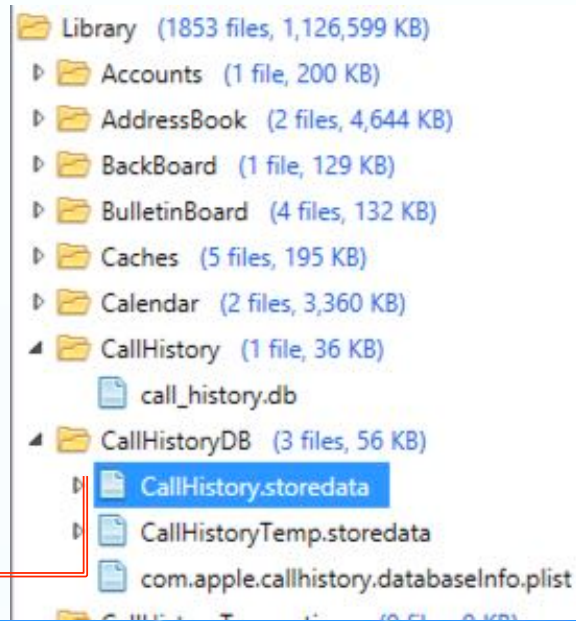 Library (1853 files, 1,126,599 KB)
Accounts (1 file, 200 KB)
AddressBook (2 files, 4,644 KB)
BackBoard (1 file, 129 KB)
BulletinBoard (4 files, 132 KB)
Caches (5 files, 195 KB)
Calendar (2 files, 3,360 KB)
CallHistory (1 file, 36 KB)
call_history.db
CallHistoryDB (3 files, 56 KB)
CallHistory.storedata
CallHistoryTemp.storedata
com.apple.callhistory.databaseInfo.plist